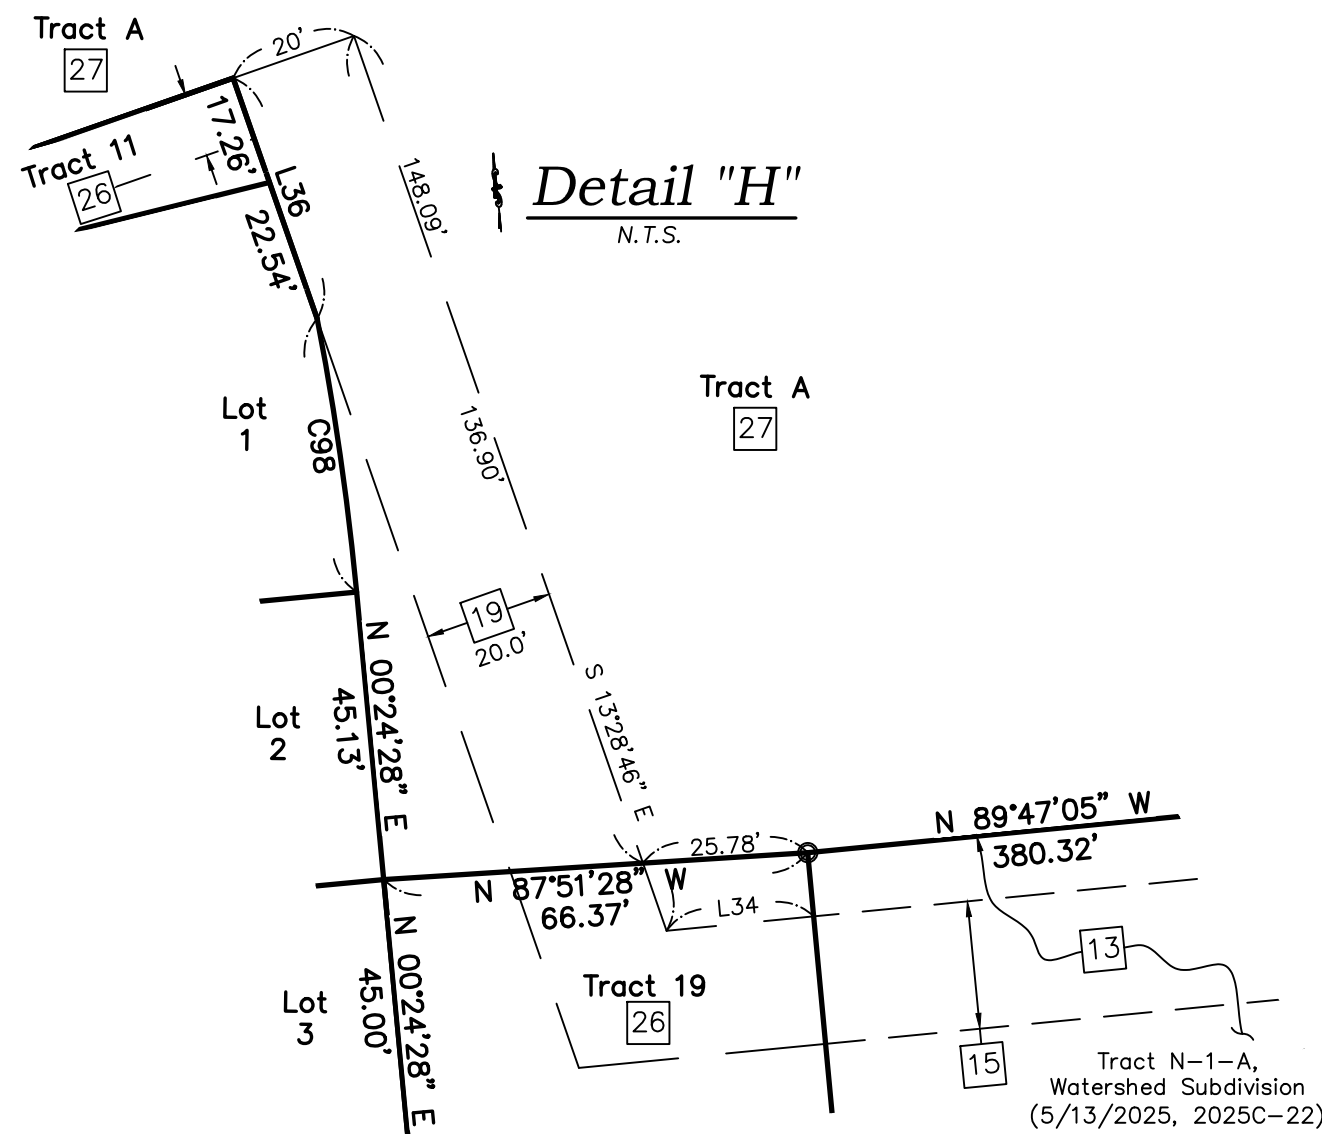 Tract A
27
20'
17.26'
Tract 11
26
L36
148.09'
Detail "H"
N.T.S.
22.54'
Tract A
27
Lot
1
C98
136.90'
19
20.0'
N 00°24'28" E
45.13'
Lot
2
S 13°28'46" E
25.78'
N 89°47'05" W
380.32'
N 87°51'28" W
66.37'
L34
N 00°24'28" E
45.00'
Lot
3
Tract 19
26
13
15
Tract N-1-A,
Watershed Subdivision
(5/13/2025, 2025C-22)